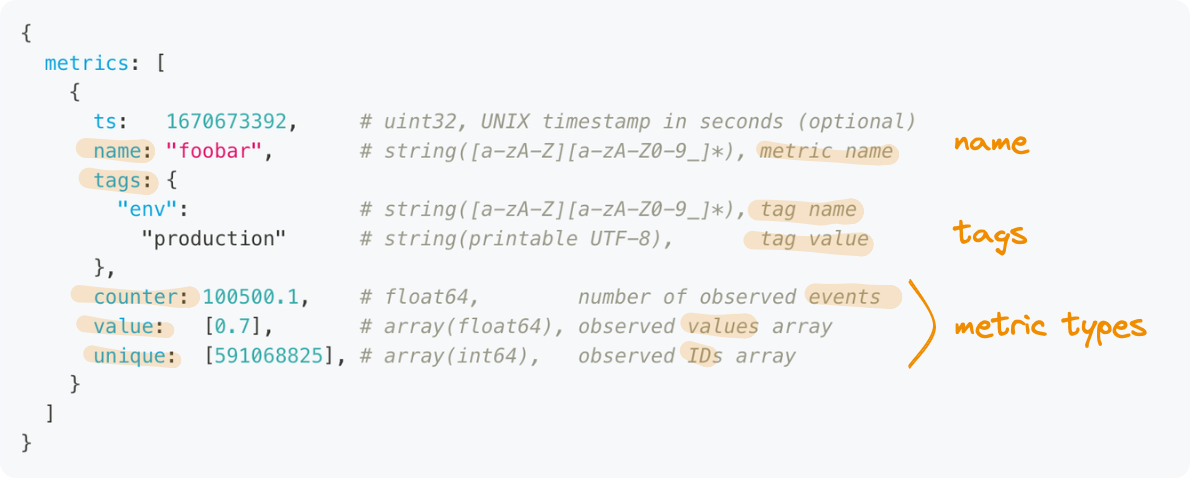 {
  metrics: [
    {
      ts:   1670673392,     # uint32, UNIX timestamp in seconds (optional)
      name: "foobar",       # string([a-zA-Z][a-zA-Z0-9_]*), metric name
name
      tags: {
        "env":              # string([a-zA-Z][a-zA-Z0-9_]*), tag name
          "production"      # string(printable UTF-8),       tag value
tags
      },
      counter: 100500.1,    # float64,        number of observed events
      value:   [0.7],       # array(float64), observed values array
metric types
      unique:  [591068825], # array(int64),   observed IDs array
    }
  ]
}